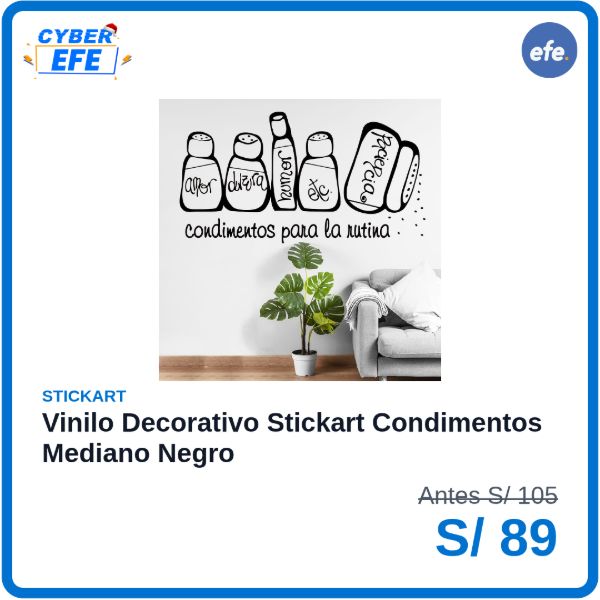 CYBER
EFE
efe.
amor
dulzura
humor
etc.
paciencia
condimentos para la rutina
STICKART
Vinilo Decorativo Stickart Condimentos
Mediano Negro
Antes S/ 105
S/ 89